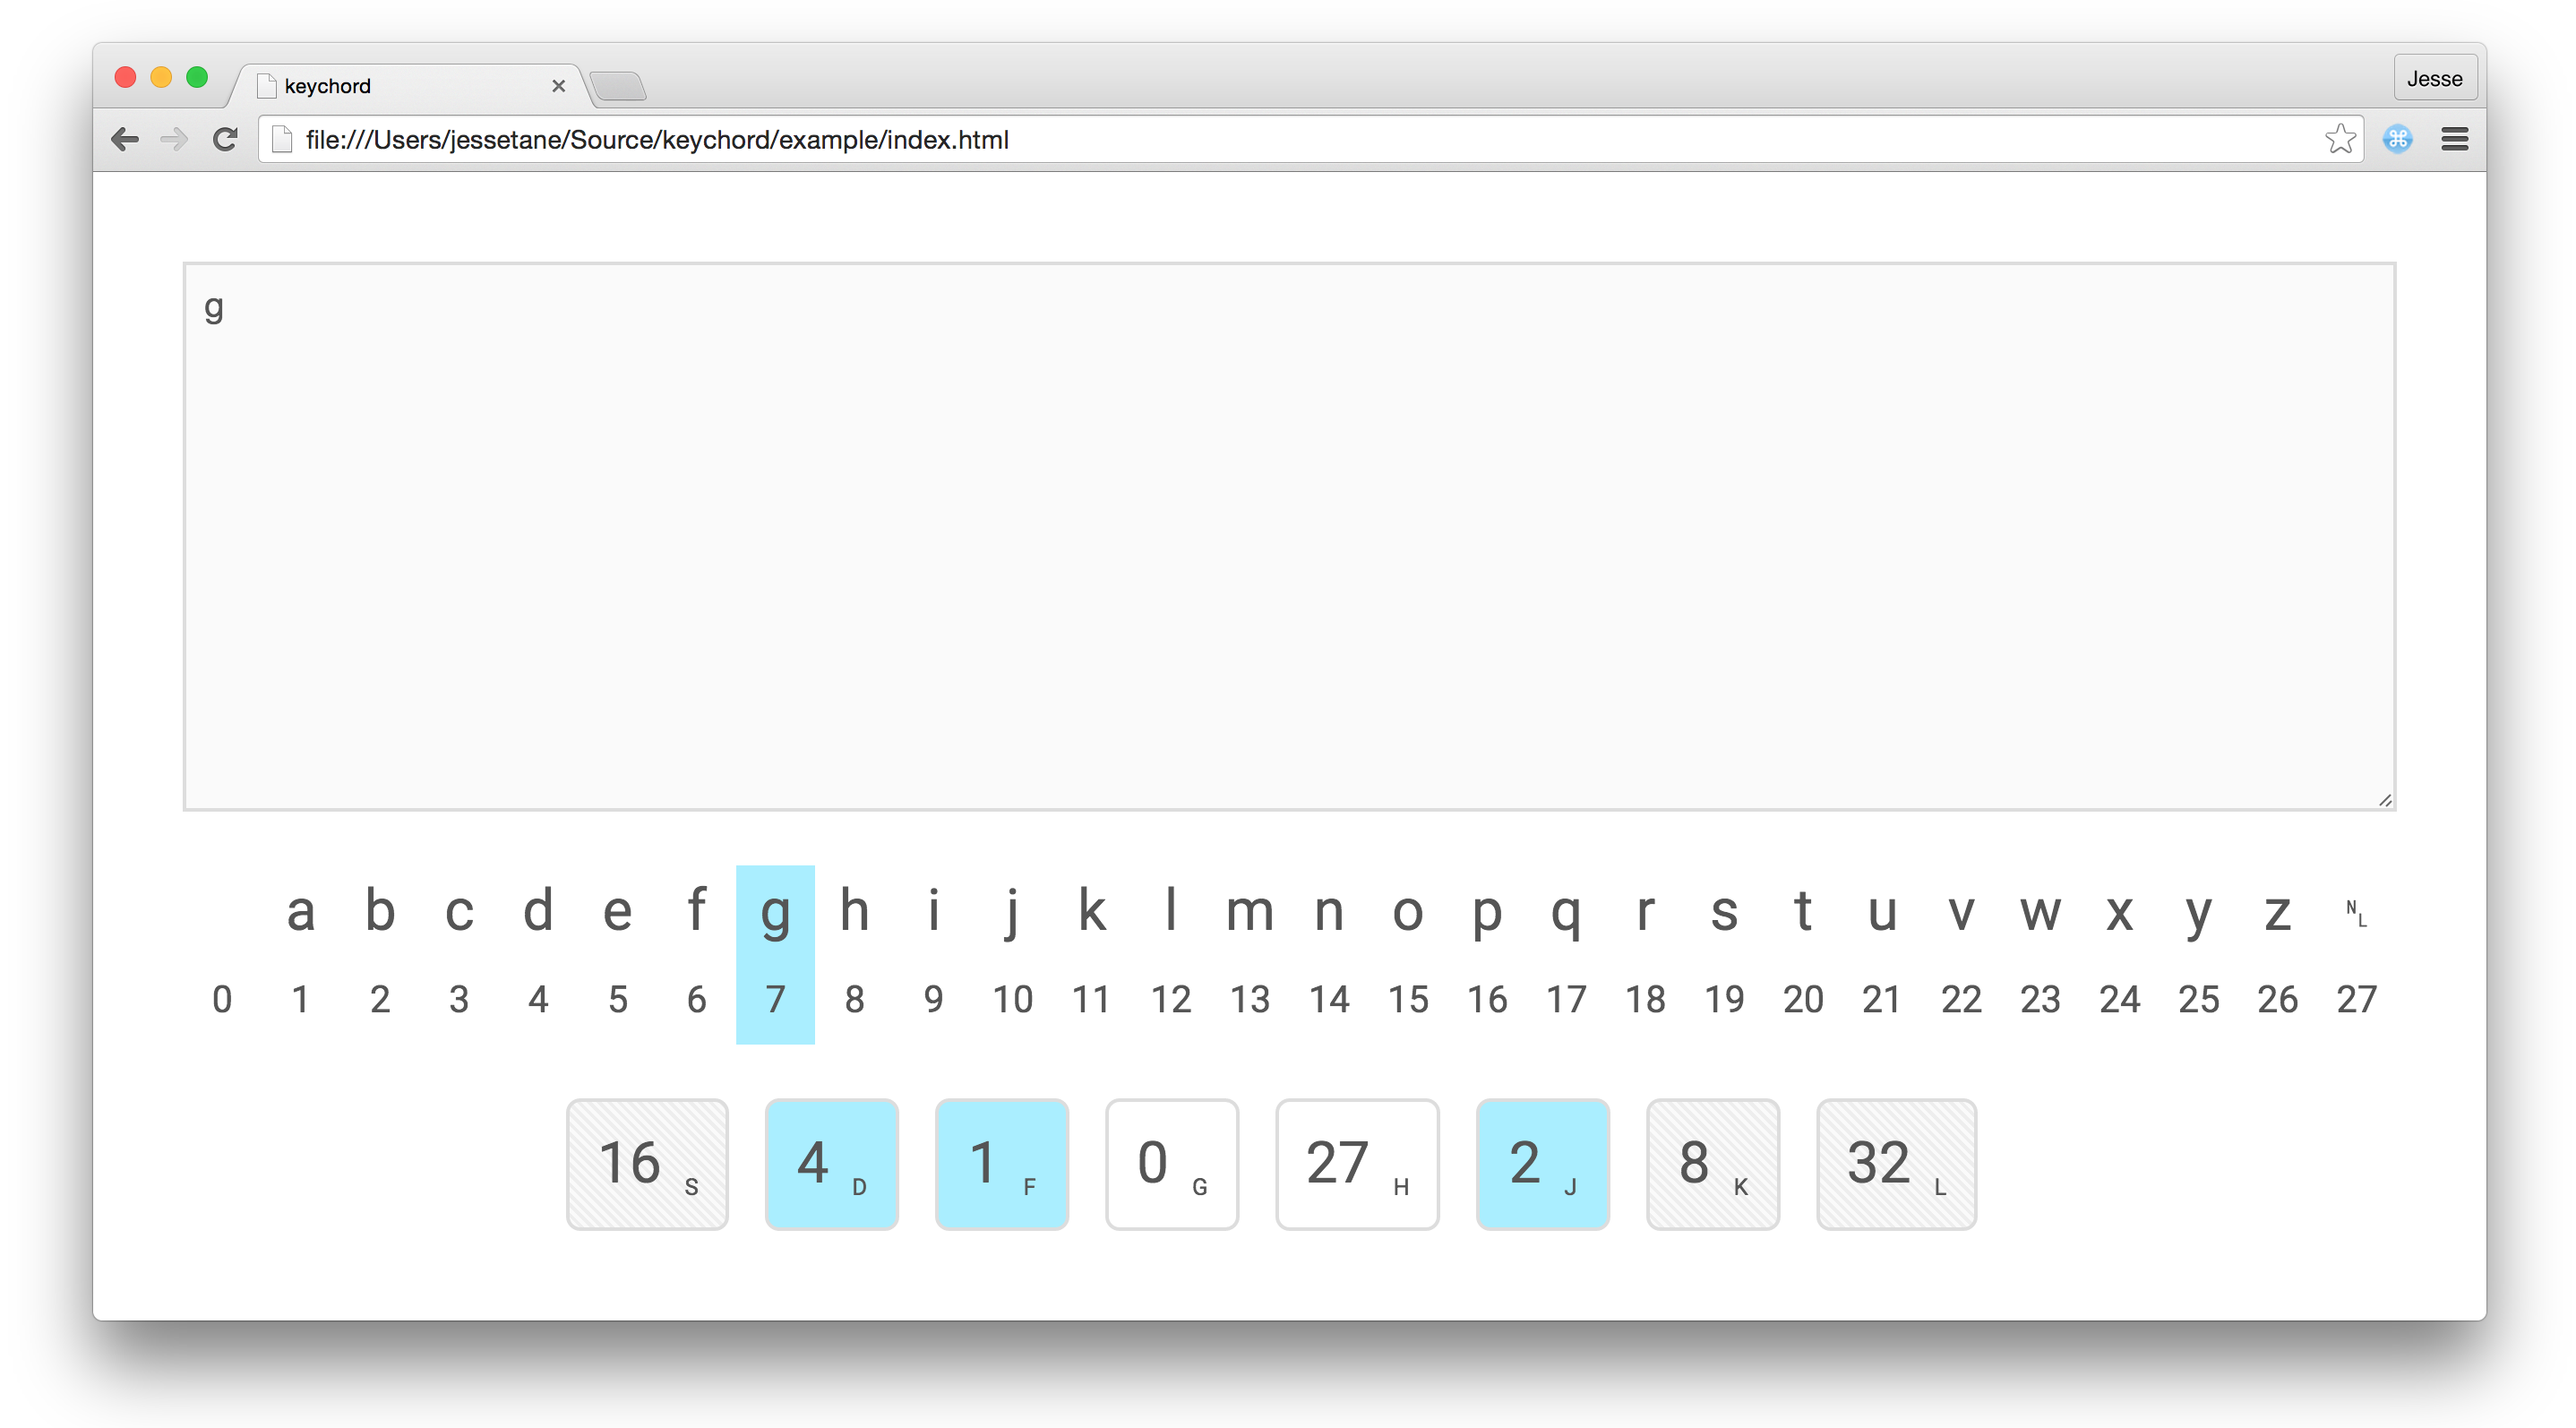 keychord
Jesse
file:///Users/jessetane/Source/keychord/example/index.html
g
a b c d e f g h i j k l m n o p q r s t u v w x y z NL
0 1 2 3 4 5 6 7 8 9 10 11 12 13 14 15 16 17 18 19 20 21 22 23 24 25 26 27
16 S 4 D 1 F 0 G 27 H 2 J 8 K 32 L